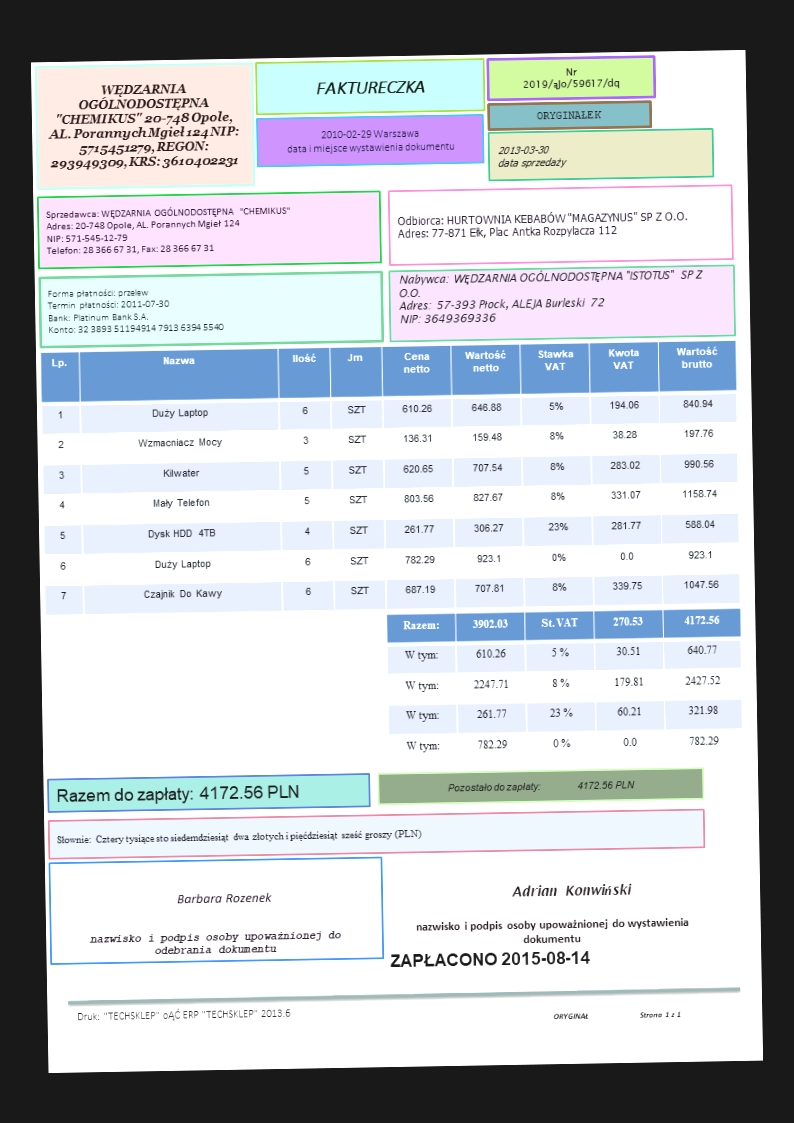 WĘDZARNIA
OGÓLNODOSTĘPNA
"CHEMIKUS" 20-748 Opole,
AL. Porannych Mgieł 124 NIP:
5715451279, REGON:
293949309, KRS: 3610402231
FAKTURECZKA
2010-02-29 Warszawa
data i miejsce wystawienia dokumentu
Nr
2019/ąJo/59617/dq
ORYGINAŁEK
2013-03-30
data sprzedaży
Sprzedawca: WĘDZARNIA OGÓLNODOSTĘPNA "CHEMIKUS"
Adres: 20-748 Opole, AL. Porannych Mgieł 124
NIP: 571-545-12-79
Telefon: 28 366 67 31, Fax: 28 366 67 31
Odbiorca: HURTOWNIA KEBABÓW "MAGAZYNUS" SP Z O.O.
Adres: 77-871 Ełk, Plac Antka Rozpylacza 112
Forma płatności: przelew
Termin płatności: 2011-07-30
Bank: Platinum Bank S.A.
Konto: 32 3893 51194914 7913 6394 5540
Nabywca: WĘDZARNIA OGÓLNODOSTĘPNA "ISTOTUS" SP Z
O.O.
Adres: 57-393 Płock, ALEJA Burleski 72
NIP: 3649369336
Lp. Nazwa Ilość Jm Cena netto Wartość netto Stawka VAT Kwota VAT Wartość brutto
1 Duży Laptop 6 SZT 610.26 646.88 5% 194.06 840.94
2 Wzmacniacz Mocy 3 SZT 136.31 159.48 8% 38.28 197.76
3 Kilwater 5 SZT 620.65 707.54 8% 283.02 990.56
4 Mały Telefon 5 SZT 803.56 827.67 8% 331.07 1158.74
5 Dysk HDD 4TB 4 SZT 261.77 306.27 23% 281.77 588.04
6 Duży Laptop 6 SZT 782.29 923.1 0% 0.0 923.1
7 Czajnik Do Kawy 6 SZT 687.19 707.81 8% 339.75 1047.56
Razem: 3902.03 St.VAT 270.53 4172.56
W tym: 610.26 5 % 30.51 640.77
W tym: 2247.71 8 % 179.81 2427.52
W tym: 261.77 23 % 60.21 321.98
W tym: 782.29 0 % 0.0 782.29
Razem do zapłaty: 4172.56 PLN
Pozostało do zapłaty: 4172.56 PLN
Słownie: Cztery tysiące sto siedemdziesiąt dwa złotych i pięćdziesiąt sześć groszy (PLN)
Barbara Rozenek
nazwisko i podpis osoby upoważnionej do
odebrania dokumentu
Adrian Konwiński
nazwisko i podpis osoby upoważnionej do wystawienia
dokumentu
ZAPŁACONO 2015-08-14
Druk: "TECHSKLEP" oĄĆ ERP "TECHSKLEP" 2013.6
ORYGINAŁ
Strona 1 z 1